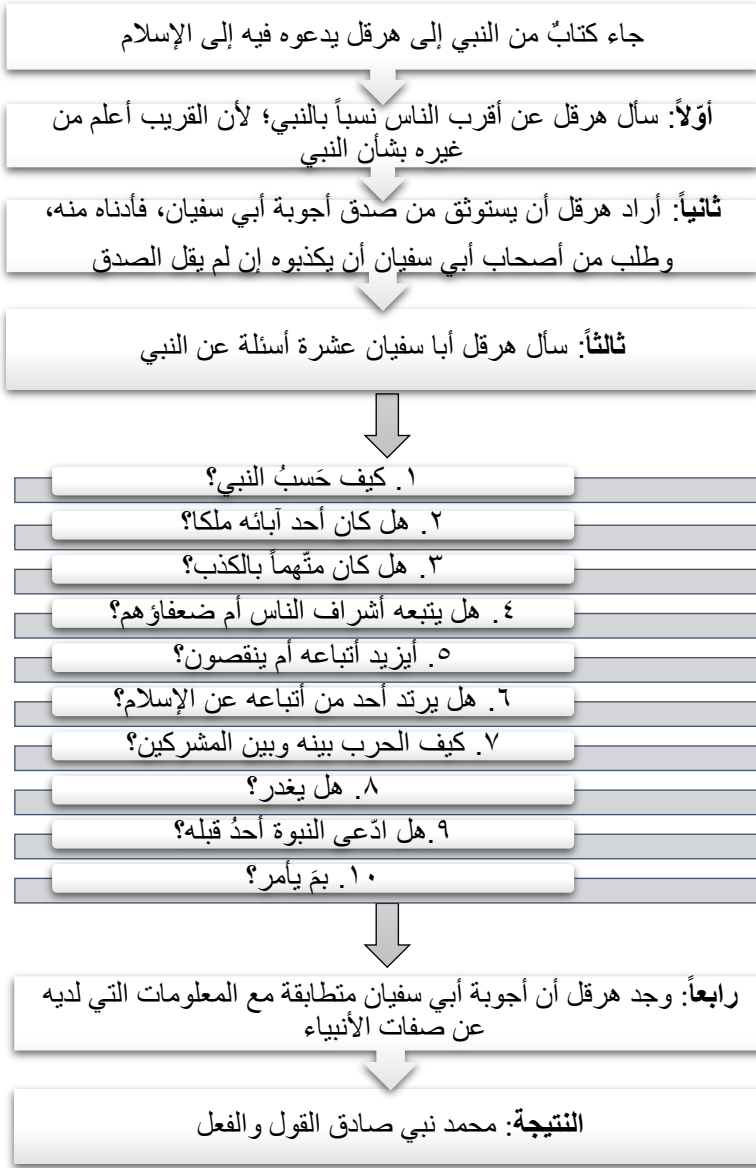 جاء كتابٌ من النبي إلى هرقل يدعوه فيه إلى الإسلام
أوّلاً: سأل هرقل عن أقرب الناس نسباً بالنبي؛ لأن القريب أعلم من
غيره بشأن النبي
ثانياً: أراد هرقل أن يستوثق من صدق أجوبة أبي سفيان، فأدناه منه،
وطلب من أصحاب أبي سفيان أن يكذبوه إن لم يقل الصدق
ثالثاً: سأل هرقل أبا سفيان عشرة أسئلة عن النبي
١. كيف حَسبُ النبي؟
٢. هل كان أحد آبائه ملكا؟
٣. هل كان متّهماً بالكذب؟
٤. هل يتبعه أشراف الناس أم ضعفاؤهم؟
٥. أيزيد أتباعه أم ينقصون؟
٦. هل يرتد أحد من أتباعه عن الإسلام؟
٧. كيف الحرب بينه وبين المشركين؟
٨. هل يغدر؟
٩.هل ادّعى النبوة أحدُ قبله؟
١٠. بمَ يأمر؟
رابعاً: وجد هرقل أن أجوبة أبي سفيان متطابقة مع المعلومات التي لديه
عن صفات الأنبياء
النتيجة: محمد نبي صادق القول والفعل